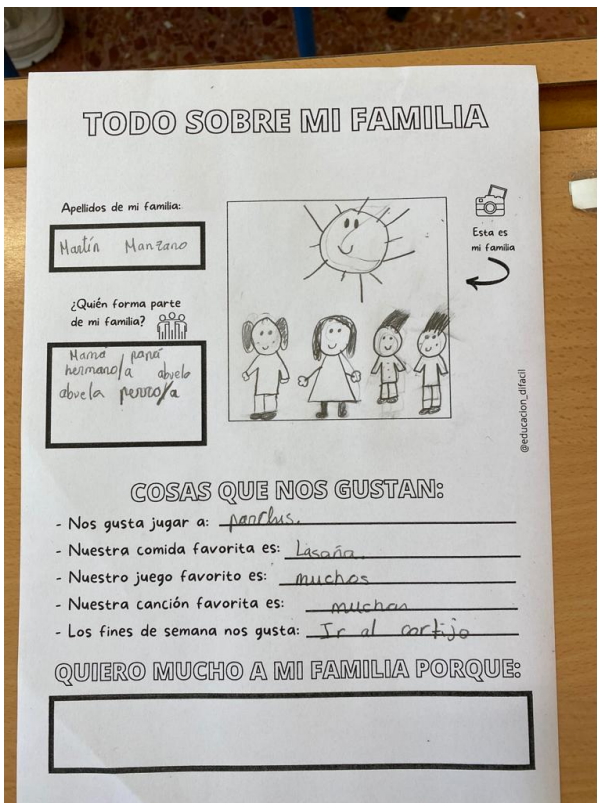 TODO SOBRE MI FAMILIA
Apellidos de mi familia:
Martín Manzano
Esta es
mi familia
¿Quién forma parte
de mi familia?
Mamá papá
hermano/a abuelo
abuela perro/a
@educacion_dificil
COSAS QUE NOS GUSTAN:
- Nos gusta jugar a: parchis.
- Nuestra comida favorita es: Lasaña.
- Nuestro juego favorito es: muchos
- Nuestra canción favorita es: muchas
- Los fines de semana nos gusta: Ir al cortijo
QUIERO MUCHO A MI FAMILIA PORQUE: